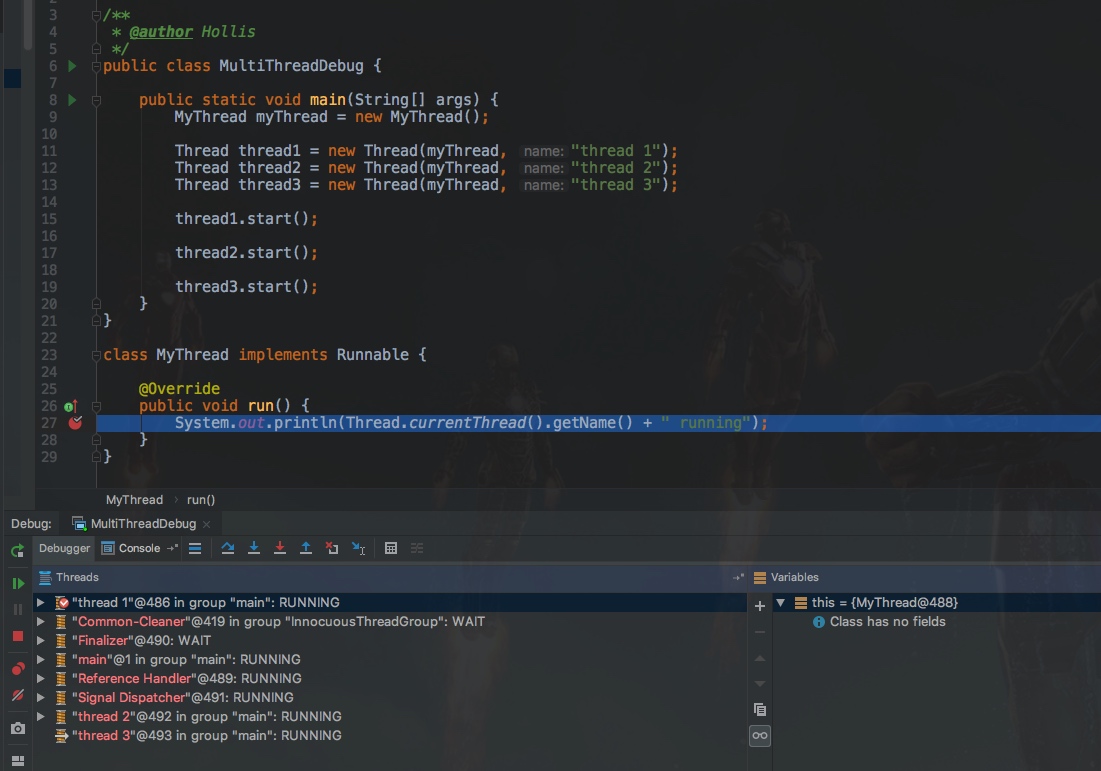 2
3 /**
4 * @author Hollis
5 */
6 public class MultiThreadDebug {
7
8 public static void main(String[] args) {
9 MyThread myThread = new MyThread();
10
11 Thread thread1 = new Thread(myThread, name: "thread 1");
12 Thread thread2 = new Thread(myThread, name: "thread 2");
13 Thread thread3 = new Thread(myThread, name: "thread 3");
14
15 thread1.start();
16
17 thread2.start();
18
19 thread3.start();
20 }
21 }
22
23 class MyThread implements Runnable {
24
25 @Override
26 public void run() {
27 System.out.println(Thread.currentThread().getName() + " running");
28 }
29 }
MyThread › run()
Debug: MultiThreadDebug ×
Debugger Console
Threads
"thread 1"@486 in group "main": RUNNING
"Common-Cleaner"@419 in group "InnocuousThreadGroup": WAIT
"Finalizer"@490: WAIT
"main"@1 in group "main": RUNNING
"Reference Handler"@489: RUNNING
"Signal Dispatcher"@491: RUNNING
"thread 2"@492 in group "main": RUNNING
"thread 3"@493 in group "main": RUNNING
Variables
this = {MyThread@488}
Class has no fields